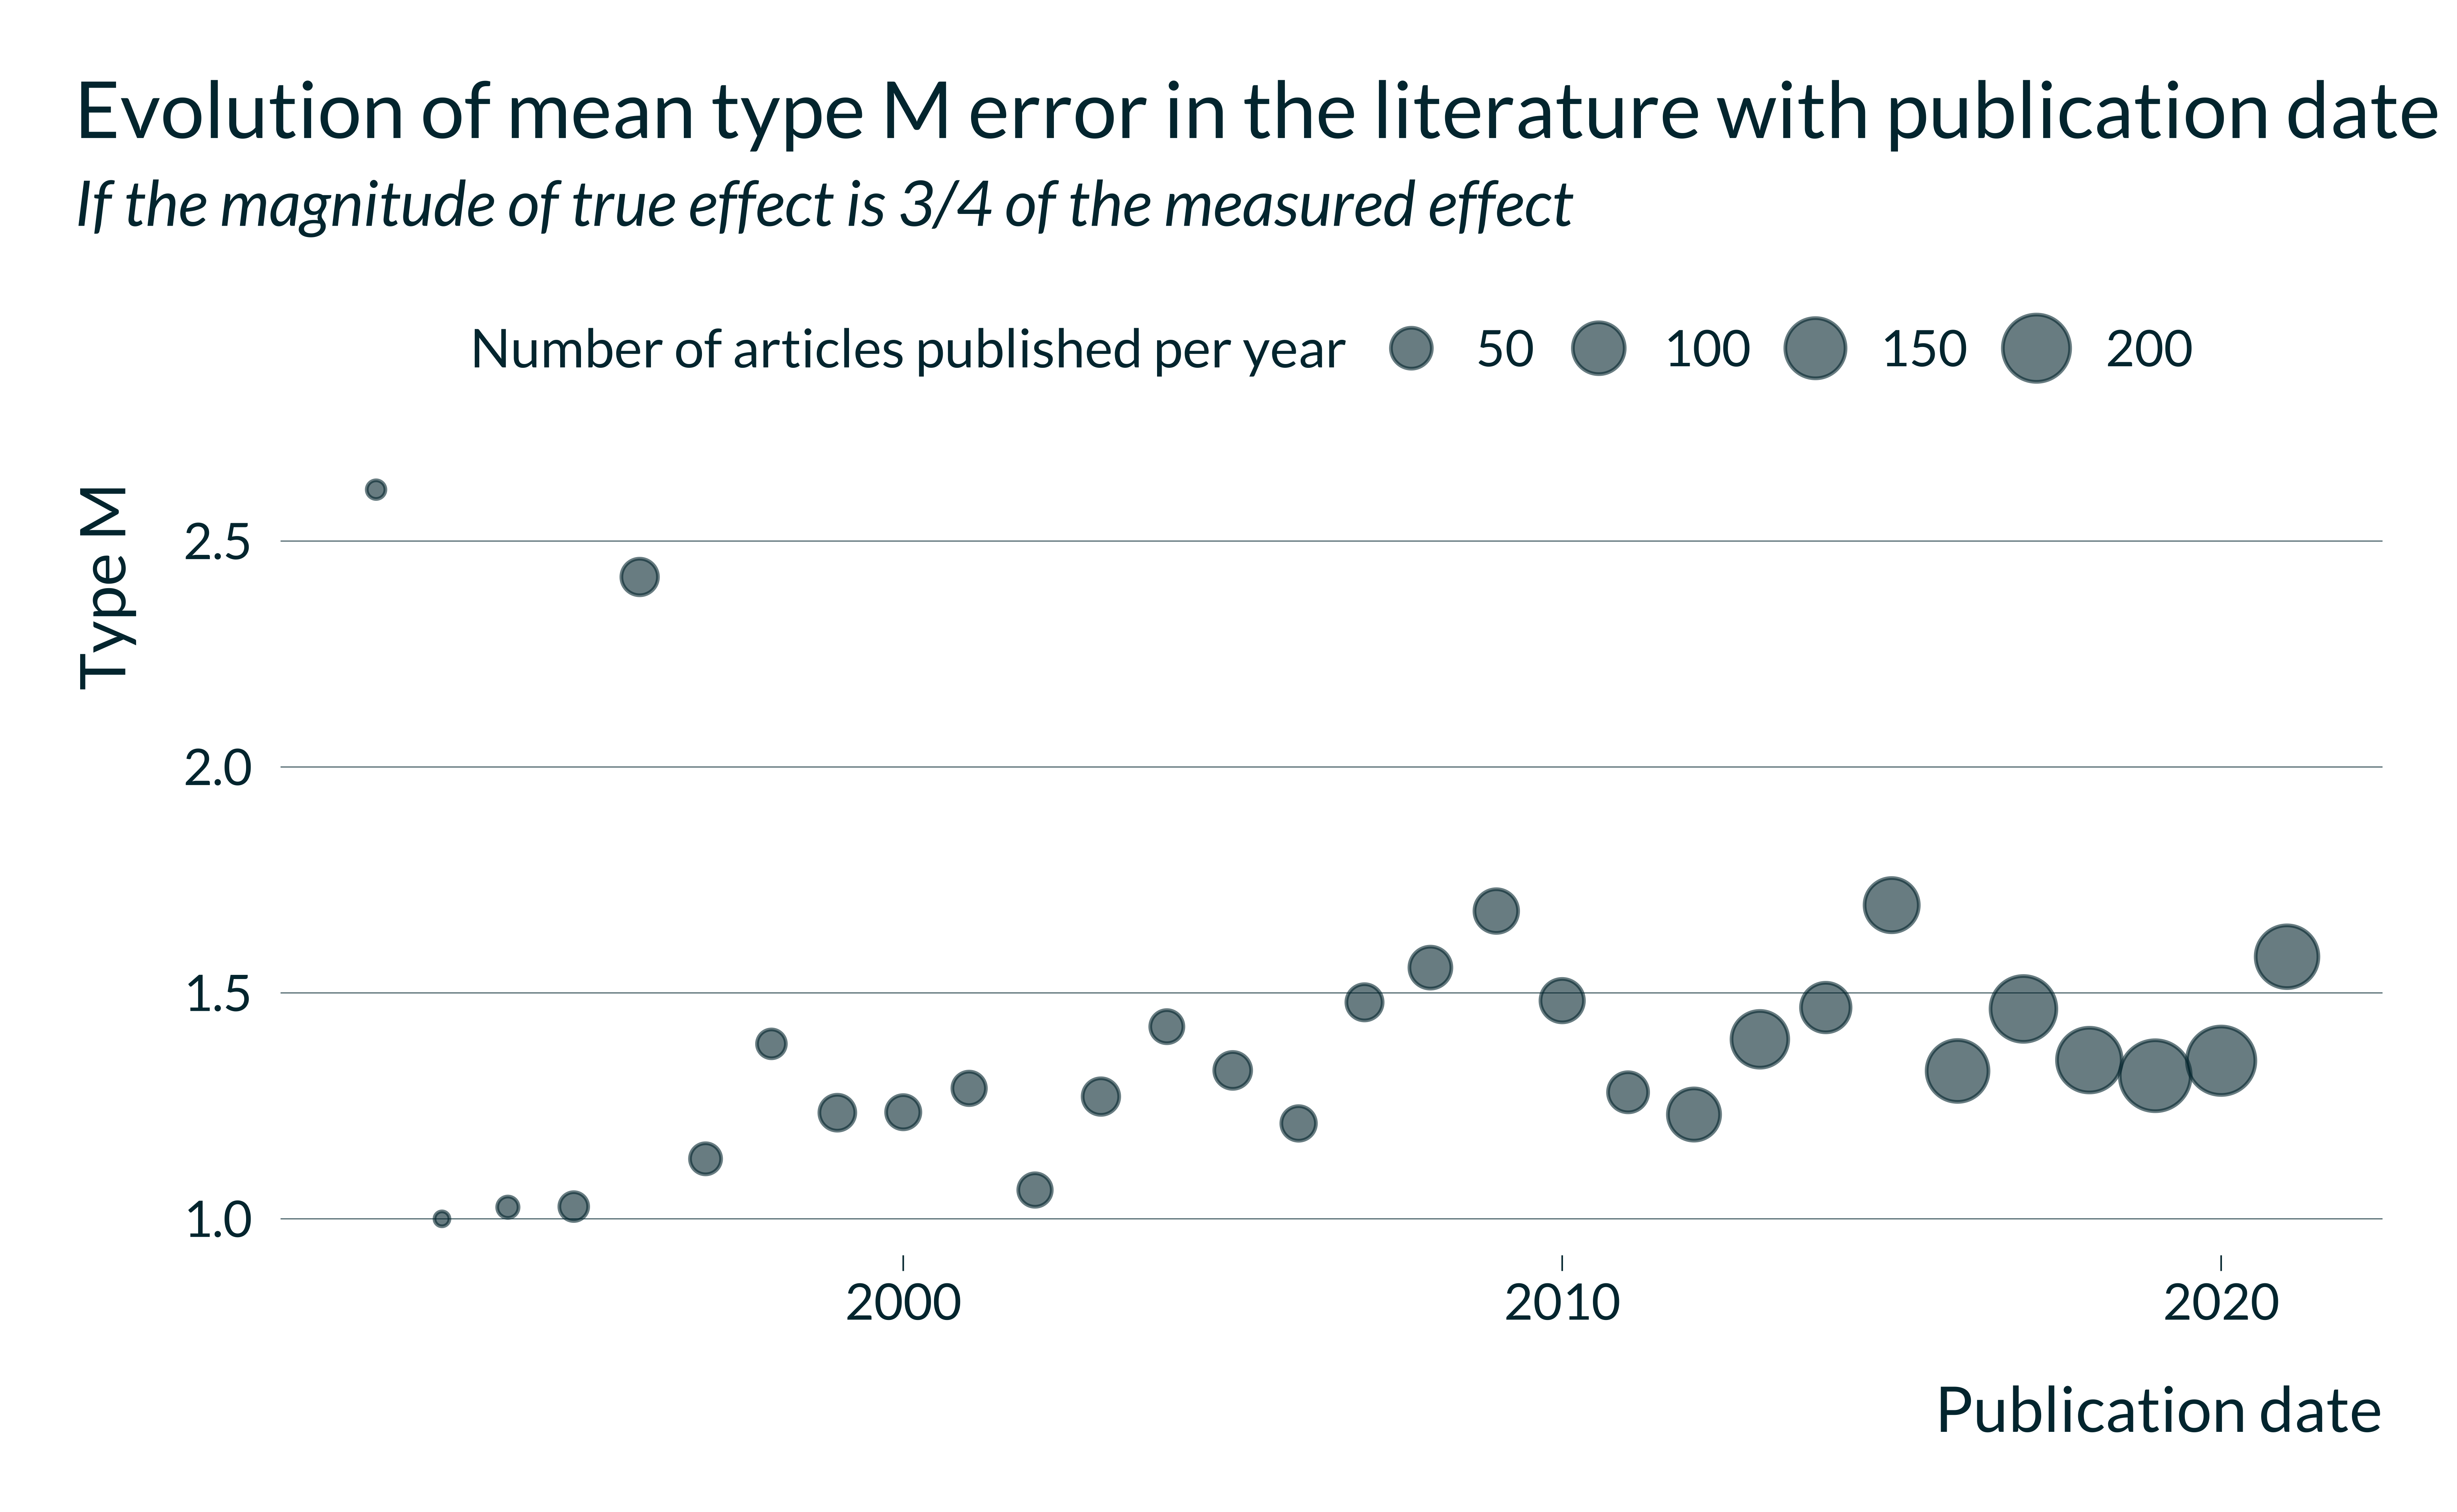 Evolution of mean type M error in the literature with publication date
If the magnitude of true effect is 3/4 of the measured effect
Number of articles published per year 50 100 150 200
Type M
2.5
2.0
1.5
1.0
2000 2010 2020
Publication date